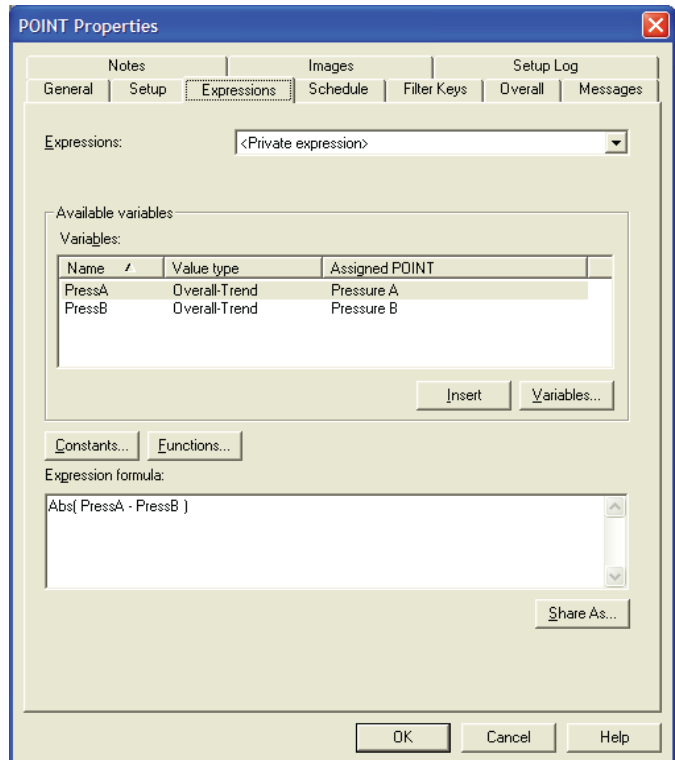 POINT Properties
Notes Images Setup Log
General Setup Expressions Schedule Filter Keys Overall Messages
Expressions: <Private expression>
Available variables
Variables:
Name Value type Assigned POINT
PressA Overall-Trend Pressure A
PressB Overall-Trend Pressure B
Insert Variables...
Constants... Functions...
Expression formula:
Abs( PressA - PressB )
Share As...
OK Cancel Help